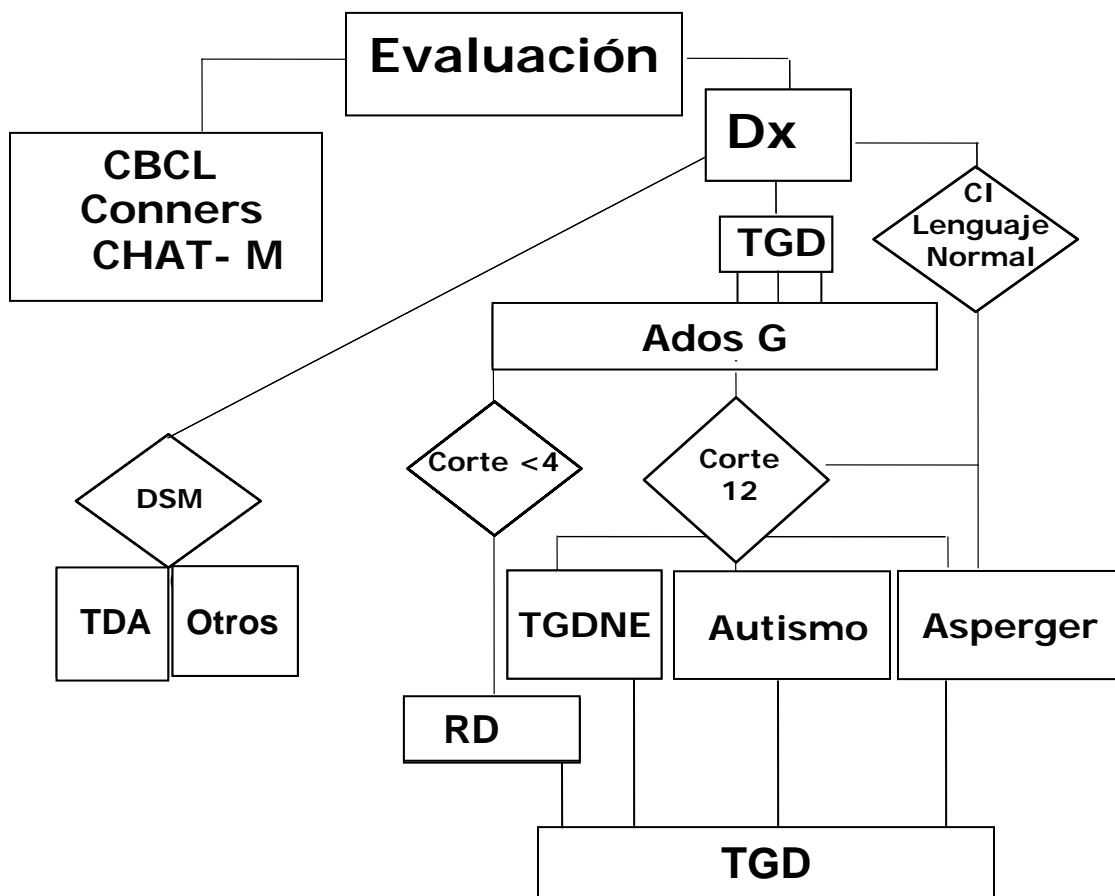 Evaluación
Dx
CBCL
Conners
CHAT- M
CI
Lenguaje
Normal
TGD
Ados G
Corte <4
Corte
12
DSM
TDA
Otros
TGDNE
Autismo
Asperger
RD
TGD